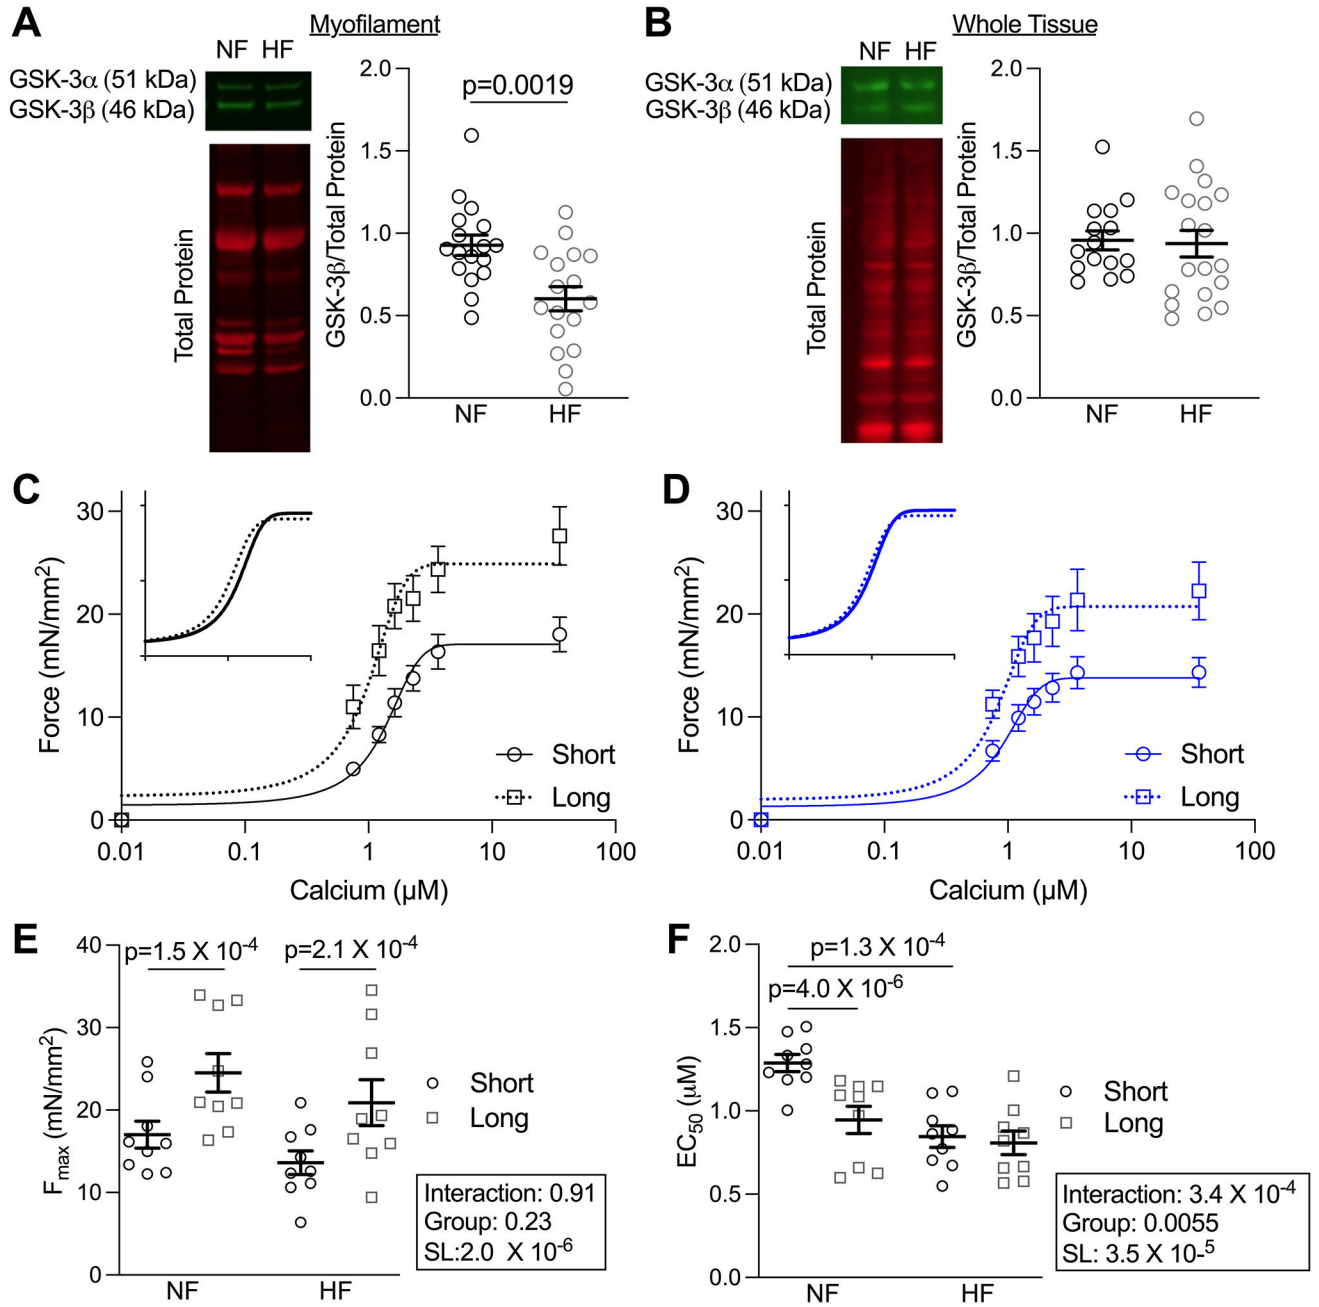 A
Myofilament
NF HF
GSK-3α (51 kDa)
GSK-3β (46 kDa)
Total Protein
GSK-3β/Total Protein
2.0
1.5
1.0
0.5
0.0
p=0.0019
NF HF
B
Whole Tissue
NF HF
GSK-3α (51 kDa)
GSK-3β (46 kDa)
Total Protein
GSK-3β/Total Protein
2.0
1.5
1.0
0.5
0.0
NF HF
C
Force (mN/mm²)
30
20
10
0
Short
Long
0.01 0.1 1 10 100
Calcium (µM)
D
Force (mN/mm²)
30
20
10
0
Short
Long
0.01 0.1 1 10 100
Calcium (µM)
E
p=1.5 X 10⁻⁴ p=2.1 X 10⁻⁴
Fmax (mN/mm²)
40
30
20
10
0
Short
Long
Interaction: 0.91
Group: 0.23
SL:2.0 X 10⁻⁶
NF HF
F
p=1.3 X 10⁻⁴
p=4.0 X 10⁻⁶
EC₅₀ (µM)
2.0
1.5
1.0
0.5
0.0
Short
Long
Interaction: 3.4 X 10⁻⁴
Group: 0.0055
SL: 3.5 X 10⁻⁵
NF HF